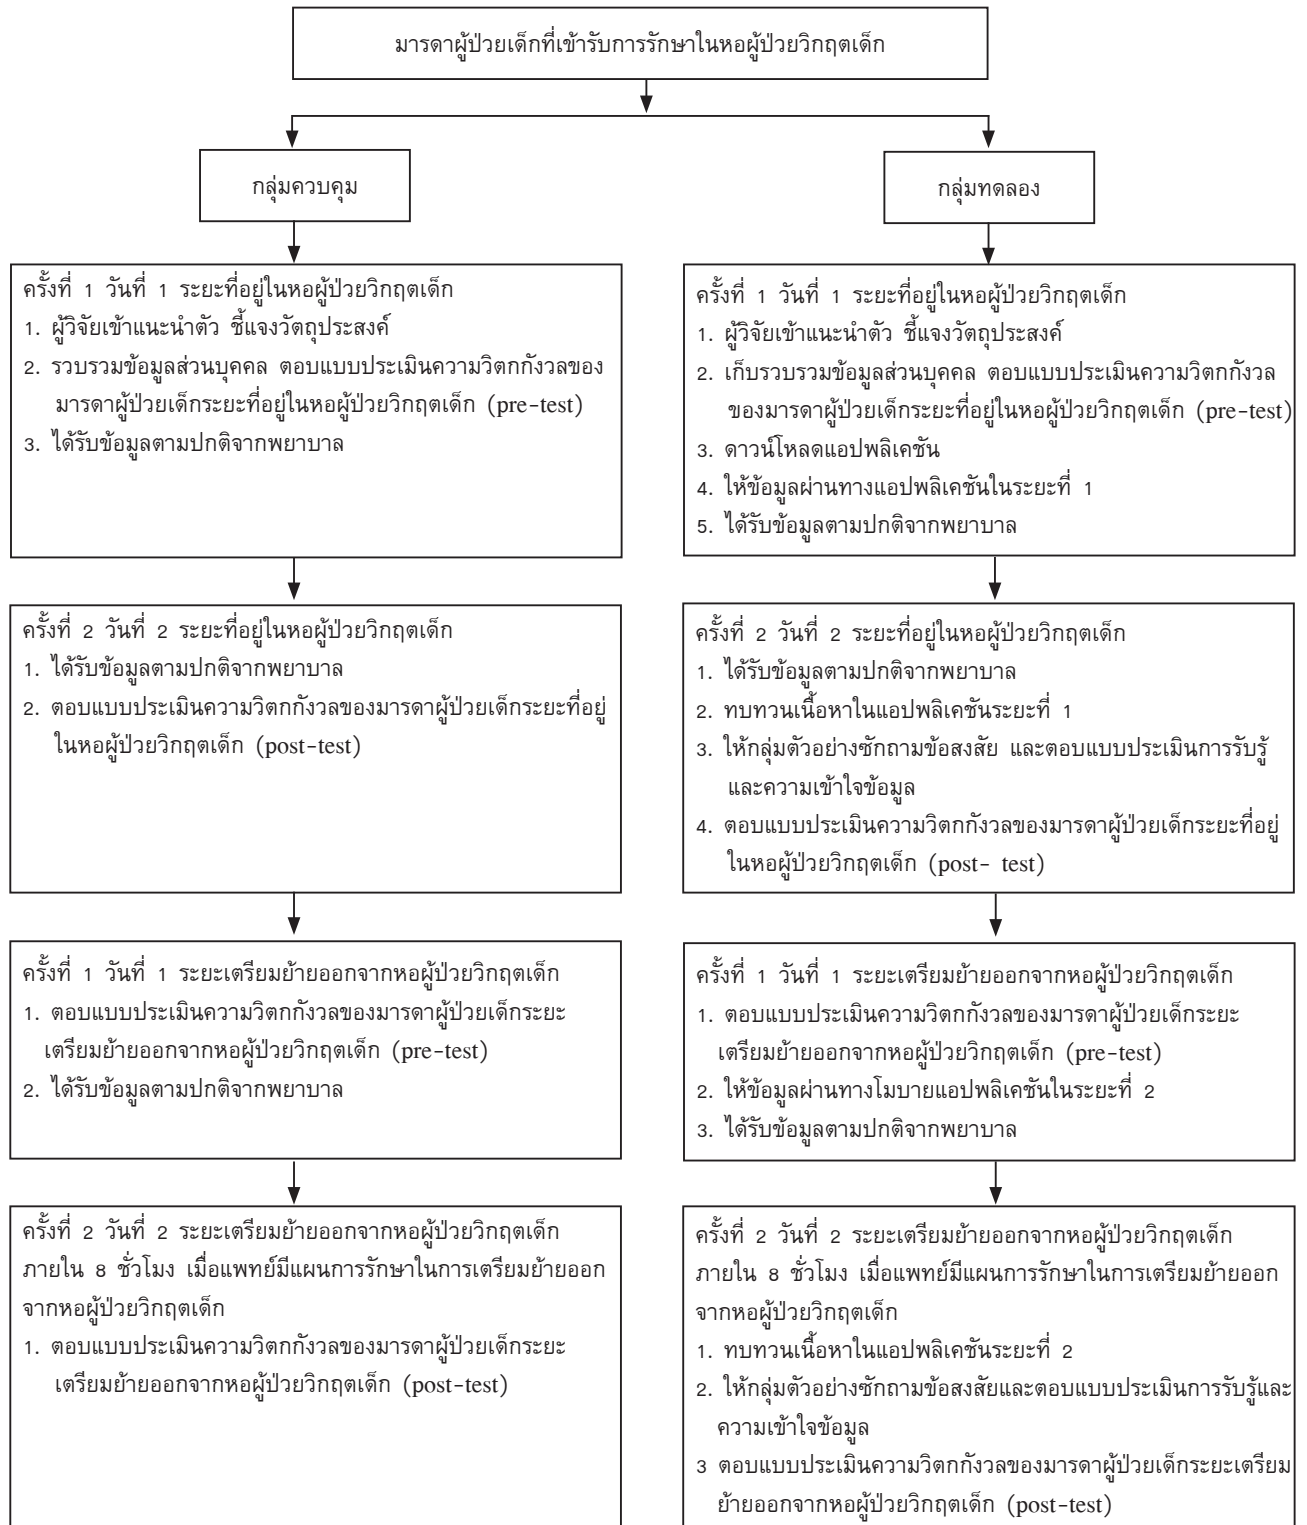 มารดาผู้ป่วยเด็กที่เข้ารับการรักษาในหอผู้ป่วยวิกฤตเด็ก
กลุ่มควบคุม
ครั้งที่ 1 วันที่ 1 ระยะที่อยู่ในหอผู้ป่วยวิกฤตเด็ก
1. ผู้วิจัยเข้าแนะนำตัว ชี้แจงวัตถุประสงค์
2. รวบรวมข้อมูลส่วนบุคคล ตอบแบบประเมินความวิตกกังวลของ
มารดาผู้ป่วยเด็กระยะที่อยู่ในหอผู้ป่วยวิกฤตเด็ก (pre-test)
3. ได้รับข้อมูลตามปกติจากพยาบาล
ครั้งที่ 2 วันที่ 2 ระยะที่อยู่ในหอผู้ป่วยวิกฤตเด็ก
1. ได้รับข้อมูลตามปกติจากพยาบาล
2. ตอบแบบประเมินความวิตกกังวลของมารดาผู้ป่วยเด็กระยะที่อยู่
ในหอผู้ป่วยวิกฤตเด็ก (post-test)
ครั้งที่ 1 วันที่ 1 ระยะเตรียมย้ายออกจากหอผู้ป่วยวิกฤตเด็ก
1. ตอบแบบประเมินความวิตกกังวลของมารดาผู้ป่วยเด็กระยะ
เตรียมย้ายออกจากหอผู้ป่วยวิกฤตเด็ก (pre-test)
2. ได้รับข้อมูลตามปกติจากพยาบาล
ครั้งที่ 2 วันที่ 2 ระยะเตรียมย้ายออกจากหอผู้ป่วยวิกฤตเด็ก
ภายใน 8 ชั่วโมง เมื่อแพทย์มีแผนการรักษาในการเตรียมย้ายออก
จากหอผู้ป่วยวิกฤตเด็ก
1. ตอบแบบประเมินความวิตกกังวลของมารดาผู้ป่วยเด็กระยะ
เตรียมย้ายออกจากหอผู้ป่วยวิกฤตเด็ก (post-test)
กลุ่มทดลอง
ครั้งที่ 1 วันที่ 1 ระยะที่อยู่ในหอผู้ป่วยวิกฤตเด็ก
1. ผู้วิจัยเข้าแนะนำตัว ชี้แจงวัตถุประสงค์
2. เก็บรวบรวมข้อมูลส่วนบุคคล ตอบแบบประเมินความวิตกกังวล
ของมารดาผู้ป่วยเด็กระยะที่อยู่ในหอผู้ป่วยวิกฤตเด็ก (pre-test)
3. ดาวน์โหลดแอปพลิเคชัน
4. ให้ข้อมูลผ่านทางแอปพลิเคชันในระยะที่ 1
5. ได้รับข้อมูลตามปกติจากพยาบาล
ครั้งที่ 2 วันที่ 2 ระยะที่อยู่ในหอผู้ป่วยวิกฤตเด็ก
1. ได้รับข้อมูลตามปกติจากพยาบาล
2. ทบทวนเนื้อหาในแอปพลิเคชันระยะที่ 1
3. ให้กลุ่มตัวอย่างซักถามข้อสงสัย และตอบแบบประเมินการรับรู้
และความเข้าใจข้อมูล
4. ตอบแบบประเมินความวิตกกังวลของมารดาผู้ป่วยเด็กระยะที่อยู่
ในหอผู้ป่วยวิกฤตเด็ก (post- test)
ครั้งที่ 1 วันที่ 1 ระยะเตรียมย้ายออกจากหอผู้ป่วยวิกฤตเด็ก
1. ตอบแบบประเมินความวิตกกังวลของมารดาผู้ป่วยเด็กระยะ
เตรียมย้ายออกจากหอผู้ป่วยวิกฤตเด็ก (pre-test)
2. ให้ข้อมูลผ่านทางโมบายแอปพลิเคชันในระยะที่ 2
3. ได้รับข้อมูลตามปกติจากพยาบาล
ครั้งที่ 2 วันที่ 2 ระยะเตรียมย้ายออกจากหอผู้ป่วยวิกฤตเด็ก
ภายใน 8 ชั่วโมง เมื่อแพทย์มีแผนการรักษาในการเตรียมย้ายออก
จากหอผู้ป่วยวิกฤตเด็ก
1. ทบทวนเนื้อหาในแอปพลิเคชันระยะที่ 2
2. ให้กลุ่มตัวอย่างซักถามข้อสงสัยและตอบแบบประเมินการรับรู้และ
ความเข้าใจข้อมูล
3 ตอบแบบประเมินความวิตกกังวลของมารดาผู้ป่วยเด็กระยะเตรียม
ย้ายออกจากหอผู้ป่วยวิกฤตเด็ก (post-test)